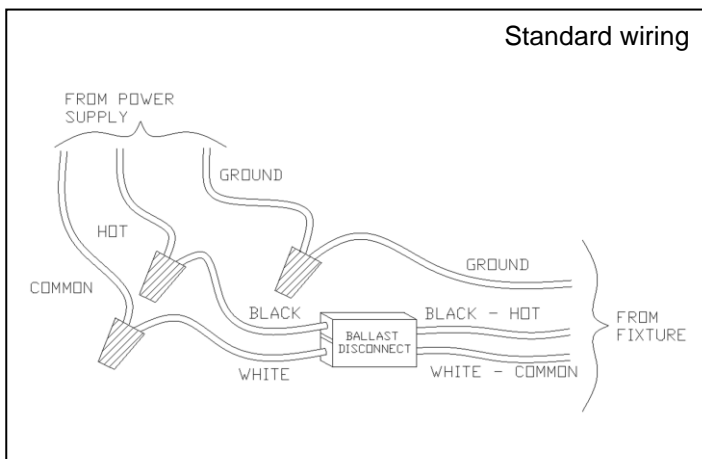 Standard wiring
FROM POWER
SUPPLY
GROUND
HOT
COMMON
GROUND
BLACK
BLACK - HOT
BALLAST
DISCONNECT
FROM
FIXTURE
WHITE
WHITE - COMMON